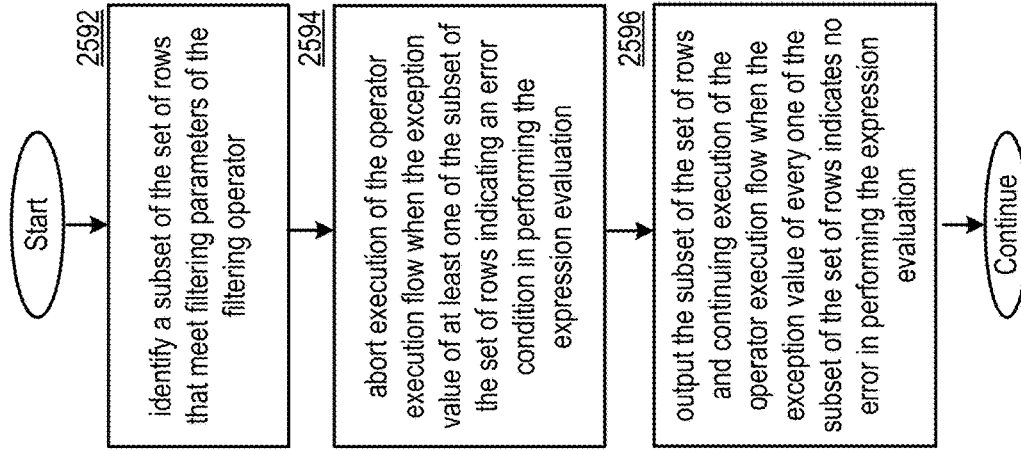 Start
2592
identify a subset of the set of rows
that meet filtering parameters of the
filtering operator
2594
abort execution of the operator
execution flow when the exception
value of at least one of the subset of
the set of rows indicating an error
condition in performing the
expression evaluation
2596
output the subset of the set of rows
and continuing execution of the
operator execution flow when the
exception value of every one of the
subset of the set of rows indicates no
error in performing the expression
evaluation
Continue